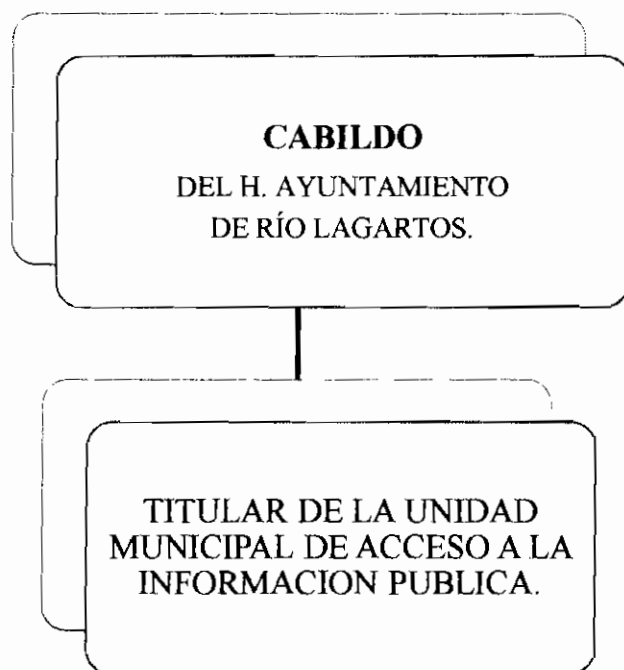 CABILDO
DEL H. AYUNTAMIENTO
DE RÍO LAGARTOS.
TITULAR DE LA UNIDAD
MUNICIPAL DE ACCESO A LA
INFORMACION PUBLICA.